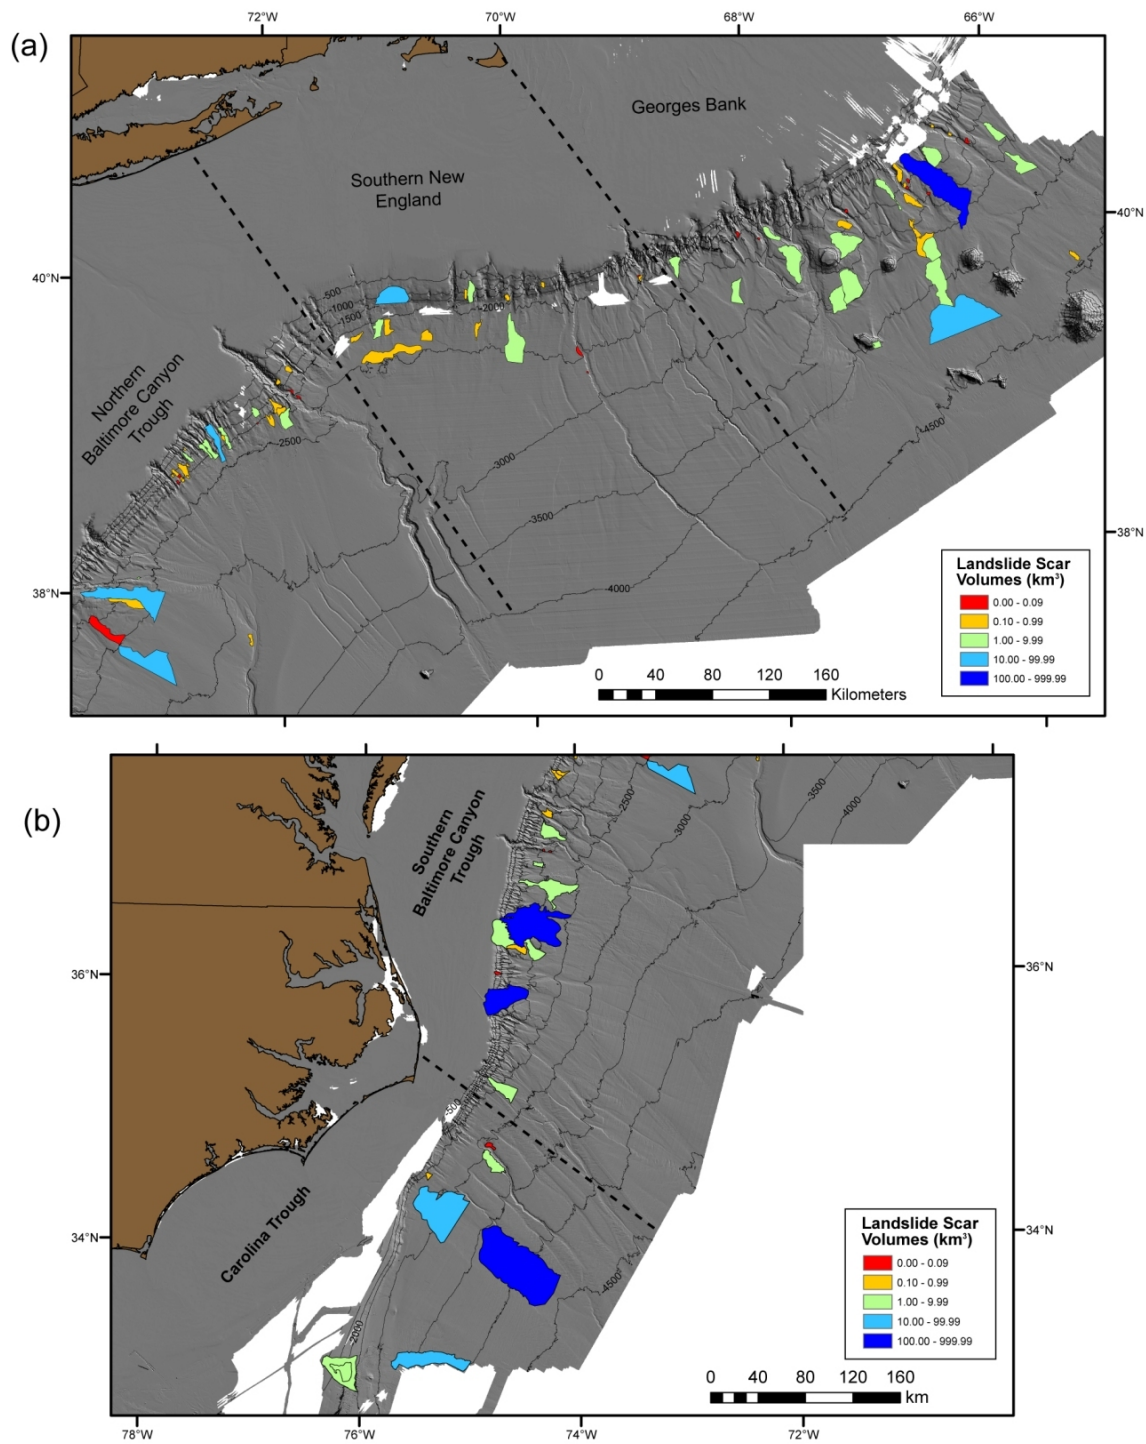 72°W 70°W 68°W 66°W
(a)
Georges Bank
Southern New
England
40°N
40°N
-500
-1000
-1500
-2000
Northern
Baltimore Canyon
Trough
-2500
-3000
-3500
-4000
-4500
38°N
38°N
Landslide Scar
Volumes (km³)
0.00 - 0.09
0.10 - 0.99
1.00 - 9.99
10.00 - 99.99
100.00 - 999.99
0 40 80 120 160
Kilometers
(b)
Southern
Baltimore Canyon
Trough
-2500
-3000
-3500
-4000
36°N
36°N
-500
Carolina Trough
34°N
34°N
-4500
-2000
Landslide Scar
Volumes (km³)
0.00 - 0.09
0.10 - 0.99
1.00 - 9.99
10.00 - 99.99
100.00 - 999.99
0 40 80 120 160
km
78°W 76°W 74°W 72°W